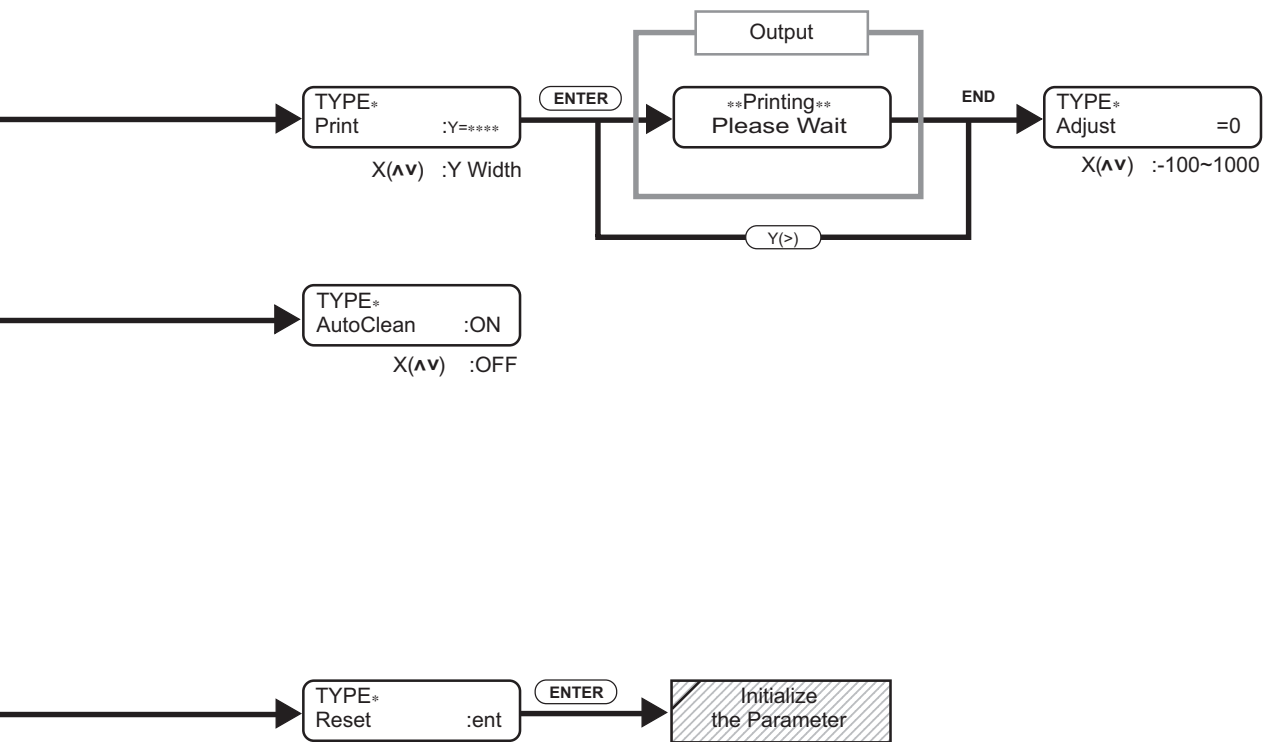 Output
TYPE*
Print :Y=****
ENTER
**Printing**
Please Wait
END
TYPE*
Adjust =0
X(∧∨) :Y Width
X(∧∨) :-100~1000
Y(>)
TYPE*
AutoClean :ON
X(∧∨) :OFF
TYPE*
Reset :ent
ENTER
Initialize
the Parameter